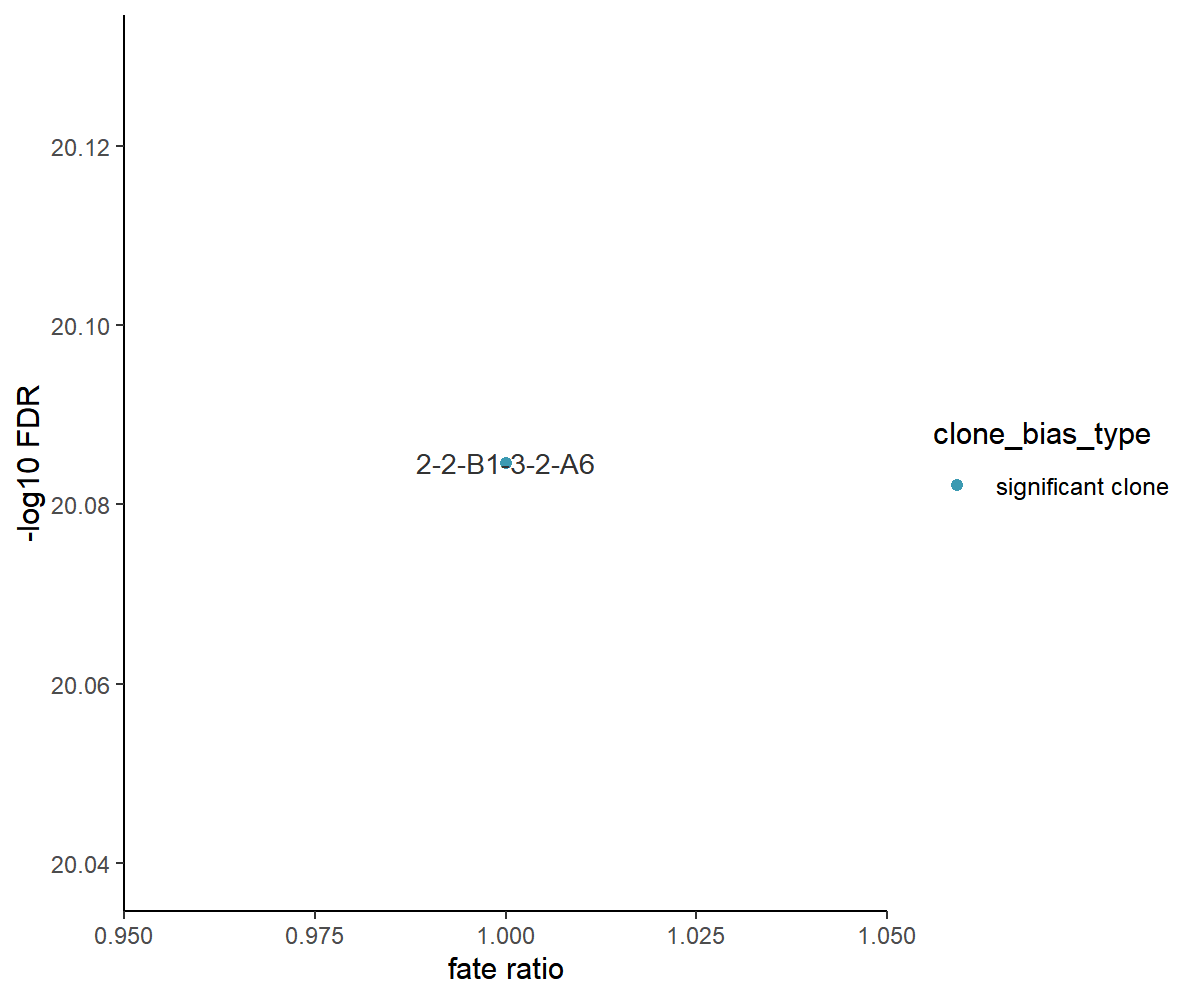 20.12
20.10
20.08
20.06
20.04
-log10 FDR
2-2-B1-3-2-A6
0.950 0.975 1.000 1.025 1.050
fate ratio
clone_bias_type
significant clone